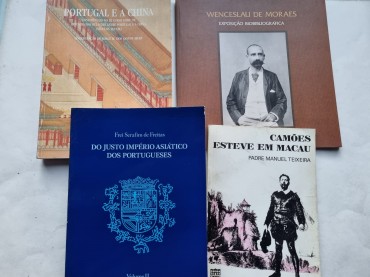 PORTUGAL E A CHINA
WENCESLAU DE MORAES
EXPOSIÇÃO BIOBIBLIOGRÁFICA
Frei Serafim de Freitas
DO JUSTO IMPÉRIO ASIÁTICO
DOS PORTUGUESES
Volume II
CAMÕES
ESTEVE EM MACAU
PADRE MANUEL TEIXEIRA